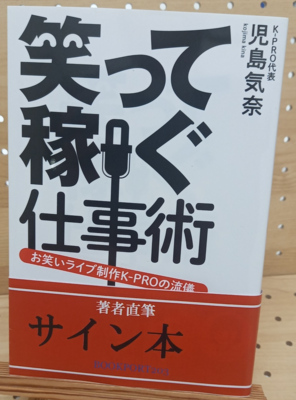 笑って
稼ぐ
仕事術
K-PRO代表
児島気奈
kojima kina
お笑いライブ制作K-PROの流儀
著者直筆
サイン本